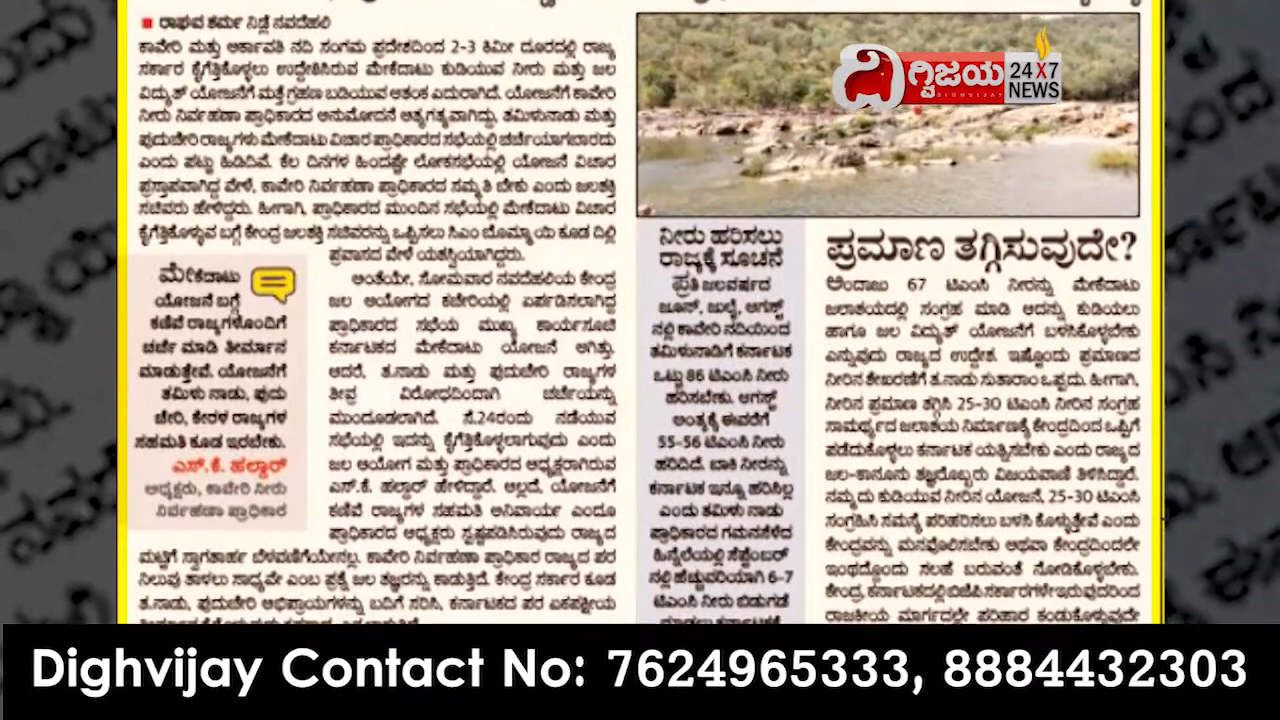 ರಾಘವ ಶರ್ಮ ನಿಡ್ಲೆ ನವದೆಹಲಿ
ಕಾವೇರಿ ಮತ್ತು ಅರ್ಕಾವತಿ ನದಿ ಸಂಗಮ ಪ್ರದೇಶದಿಂದ 2-3 ಕಿಮೀ ದೂರದಲ್ಲಿ ರಾಜ್ಯ
ಸರ್ಕಾರ ಕೈಗೆತ್ತಿಕೊಳ್ಳಲು ಉದ್ದೇಶಿಸಿರುವ ಮೇಕೆದಾಟು ಕುಡಿಯುವ ನೀರು ಮತ್ತು ಜಲ
ವಿದ್ಯುತ್ ಯೋಜನೆಗೆ ಮತ್ತೆ ಗ್ರಹಣ ಬಡಿಯುವ ಆತಂಕ ಎದುರಾಗಿದೆ. ಯೋಜನೆಗೆ ಕಾವೇರಿ
ನೀರು ನಿರ್ವಹಣಾ ಪ್ರಾಧಿಕಾರದ ಅನುಮೋದನೆ ಅತ್ಯಗತ್ಯವಾಗಿದ್ದು, ತಮಿಳುನಾಡು ಮತ್ತು
ಪುದುಚೇರಿ ರಾಜ್ಯಗಳು ಮೇಕೆದಾಟು ವಿಚಾರ ಪ್ರಾಧಿಕಾರದ ಸಭೆಯಲ್ಲಿ ಚರ್ಚೆಯಾಗಬಾರದು
ಎಂದು ಪಟ್ಟು ಹಿಡಿದಿವೆ. ಕೆಲ ದಿನಗಳ ಹಿಂದಷ್ಟೇ ಲೋಕಸಭೆಯಲ್ಲಿ ಯೋಜನೆ ವಿಚಾರ
ಪ್ರಸ್ತಾಪವಾಗಿದ್ದ ವೇಳೆ, ಕಾವೇರಿ ನಿರ್ವಹಣಾ ಪ್ರಾಧಿಕಾರದ ಸಮ್ಮತಿ ಬೇಕು ಎಂದು ಜಲಶಕ್ತಿ
ಸಚಿವರು ಹೇಳಿದ್ದರು. ಹೀಗಾಗಿ, ಪ್ರಾಧಿಕಾರದ ಮುಂದಿನ ಸಭೆಯಲ್ಲಿ ಮೇಕೆದಾಟು ವಿಚಾರ
ಕೈಗೆತ್ತಿಕೊಳ್ಳುವ ಬಗ್ಗೆ ಕೇಂದ್ರ ಜಲಶಕ್ತಿ ಸಚಿವರನ್ನು ಒಪ್ಪಿಸಲು ಸಿಎಂ ಬೊಮ್ಮಾಯಿ ಕೂಡ ದಿಲ್ಲಿ
ಪ್ರವಾಸದ ವೇಳೆ ಯಶಸ್ವಿಯಾಗಿದ್ದರು.
ಅಂತೆಯೇ, ಸೋಮವಾರ ನವದೆಹಲಿಯ ಕೇಂದ್ರ
ಜಲ ಆಯೋಗದ ಕಚೇರಿಯಲ್ಲಿ ಏರ್ಪಡಿಸಲಾಗಿದ್ದ
ಪ್ರಾಧಿಕಾರದ ಸಭೆಯ ಮುಖ್ಯ ಕಾರ್ಯಸೂಚಿ
ಕರ್ನಾಟಕದ ಮೇಕೆದಾಟು ಯೋಜನೆ ಆಗಿತ್ತು.
ಆದರೆ, ತ.ನಾಡು ಮತ್ತು ಪುದುಚೇರಿ ರಾಜ್ಯಗಳ
ತೀವ್ರ ವಿರೋಧದಿಂದಾಗಿ ಚರ್ಚೆಯನ್ನು
ಮುಂದೂಡಲಾಗಿದೆ. ಸೆ.24ರಂದು ನಡೆಯುವ
ಸಭೆಯಲ್ಲಿ ಇದನ್ನು ಕೈಗೆತ್ತಿಕೊಳ್ಳಲಾಗುವುದು ಎಂದು
ಜಲ ಆಯೋಗ ಮತ್ತು ಪ್ರಾಧಿಕಾರದ ಅಧ್ಯಕ್ಷರಾಗಿರುವ
ಎಸ್.ಕೆ. ಹಲ್ದಾರ್ ಹೇಳಿದ್ದಾರೆ. ಅಲ್ಲದೆ, ಯೋಜನೆಗೆ
ಕಣಿವೆ ರಾಜ್ಯಗಳ ಸಹಮತಿ ಅನಿವಾರ್ಯ ಎಂದೂ
ಪ್ರಾಧಿಕಾರದ ಅಧ್ಯಕ್ಷರು ಸ್ಪಷ್ಟಪಡಿಸಿರುವುದು ರಾಜ್ಯದ
ಮಟ್ಟಿಗೆ ಸ್ವಾಗತಾರ್ಹ ಬೆಳವಣಿಗೆಯೇನಲ್ಲ. ಕಾವೇರಿ ನಿರ್ವಹಣಾ ಪ್ರಾಧಿಕಾರ ರಾಜ್ಯದ ಪರ
ನಿಲುವು ತಾಳಲು ಸಾಧ್ಯವೇ ಎಂಬ ಪ್ರಶ್ನೆ ಜಲ ತಜ್ಞರನ್ನು ಕಾಡುತ್ತಿದೆ. ಕೇಂದ್ರ ಸರ್ಕಾರ ಕೂಡ
ತ.ನಾಡು, ಪುದುಚೇರಿ ಅಭಿಪ್ರಾಯಗಳನ್ನು ಬದಿಗೆ ಸರಿಸಿ, ಕರ್ನಾಟಕದ ಪರ ಏಕಪಕ್ಷೀಯ
ಮೇಕೆದಾಟು
ಯೋಜನೆ ಬಗ್ಗೆ
ಕಣಿವೆ ರಾಜ್ಯಗಳೊಂದಿಗೆ
ಚರ್ಚೆ ಮಾಡಿ ತೀರ್ಮಾನ
ಮಾಡುತ್ತೇವೆ. ಯೋಜನೆಗೆ
ತಮಿಳು ನಾಡು, ಪುದು
ಚೇರಿ, ಕೇರಳ ರಾಜ್ಯಗಳ
ಸಹಮತಿ ಕೂಡ ಇರಬೇಕು.
ಎಸ್.ಕೆ. ಹಲ್ದಾರ್
ಅಧ್ಯಕ್ಷರು, ಕಾವೇರಿ ನೀರು
ನಿರ್ವಹಣಾ ಪ್ರಾಧಿಕಾರ
ನೀರು ಹರಿಸಲು
ರಾಜ್ಯಕ್ಕೆ ಸೂಚನೆ
ಪ್ರತಿ ಜಲವರ್ಷದ
ಜೂನ್, ಜುಲೈ, ಆಗಸ್ಟ್
ನಲ್ಲಿ ಕಾವೇರಿ ನದಿಯಿಂದ
ತಮಿಳುನಾಡಿಗೆ ಕರ್ನಾಟಕ
ಒಟ್ಟು 86 ಟಿಎಂಸಿ ನೀರು
ಹರಿಸಬೇಕು. ಆಗಸ್ಟ್
ಅಂತ್ಯಕ್ಕೆ ಈವರೆಗೆ
55-56 ಟಿಎಂಸಿ ನೀರು
ಹರಿದಿದೆ. ಬಾಕಿ ನೀರನ್ನು
ಕರ್ನಾಟಕ ಇನ್ನೂ ಹರಿಸಿಲ್ಲ
ಎಂದು ತಮಿಳು ನಾಡು
ಪ್ರಾಧಿಕಾರದ ಗಮನಸೆಳೆದ
ಹಿನ್ನೆಲೆಯಲ್ಲಿ ಸೆಪ್ಟೆಂಬರ್
ನಲ್ಲಿ ಹೆಚ್ಚುವರಿಯಾಗಿ 6-7
ಟಿಎಂಸಿ ನೀರು ಬಿಡುಗಡೆ
ದಿಗ್ವಿಜಯ
DIGHVIJAY
24X7
NEWS
ಪ್ರಮಾಣ ತಗ್ಗಿಸುವುದೇ?
ಅಂದಾಜು 67 ಟಿಎಂಸಿ ನೀರನ್ನು ಮೇಕೆದಾಟು
ಜಲಾಶಯದಲ್ಲಿ ಸಂಗ್ರಹ ಮಾಡಿ ಅದನ್ನು ಕುಡಿಯಲು
ಹಾಗೂ ಜಲ ವಿದ್ಯುತ್ ಯೋಜನೆಗೆ ಬಳಸಿಕೊಳ್ಳಬೇಕು
ಎನ್ನುವುದು ರಾಜ್ಯದ ಉದ್ದೇಶ. ಇಷ್ಟೊಂದು ಪ್ರಮಾಣದ
ನೀರಿನ ಶೇಖರಣೆಗೆ ತ.ನಾಡು ಸುತಾರಾಂ ಒಪ್ಪದು. ಹೀಗಾಗಿ,
ನೀರಿನ ಪ್ರಮಾಣ ತಗ್ಗಿಸಿ 25-30 ಟಿಎಂಸಿ ನೀರಿನ ಸಂಗ್ರಹ
ಸಾಮರ್ಥ್ಯದ ಜಲಾಶಯ ನಿರ್ಮಾಣಕ್ಕೆ ಕೇಂದ್ರದಿಂದ ಒಪ್ಪಿಗೆ
ಪಡೆದುಕೊಳ್ಳಲು ಕರ್ನಾಟಕ ಯತ್ನಿಸಬೇಕು ಎಂದು ರಾಜ್ಯದ
ಜಲ-ಕಾನೂನು ತಜ್ಞರೊಬ್ಬರು ವಿಜಯವಾಣಿ ತಿಳಿಸಿದ್ದಾರೆ.
ನಮ್ಮದು ಕುಡಿಯುವ ನೀರಿನ ಯೋಜನೆ, 25-30 ಟಿಎಂಸಿ
ಸಂಗ್ರಹಿಸಿ ಸಮಸ್ಯೆ ಪರಿಹರಿಸಲು ಬಳಸಿ ಕೊಳ್ಳುತ್ತೇವೆ ಎಂದು
ಕೇಂದ್ರವನ್ನು ಮನವೊಲಿಸಬೇಕು ಅಥವಾ ಕೇಂದ್ರದಿಂದಲೇ
ಇಂಥದ್ದೊಂದು ಸಲಹೆ ಬರುವಂತೆ ನೋಡಿಕೊಳ್ಳಬೇಕು.
ಕೇಂದ್ರ, ಕರ್ನಾಟಕದಲ್ಲಿ ಬಿಜೆಪಿ ಸರ್ಕಾರಗಳೇ ಇರುವುದರಿಂದ
ರಾಜಕೀಯ ಮಾರ್ಗದಲ್ಲೇ ಪರಿಹಾರ ಕಂಡುಕೊಳ್ಳುವುದೇ
Dighvijay Contact No: 7624965333, 8884432303